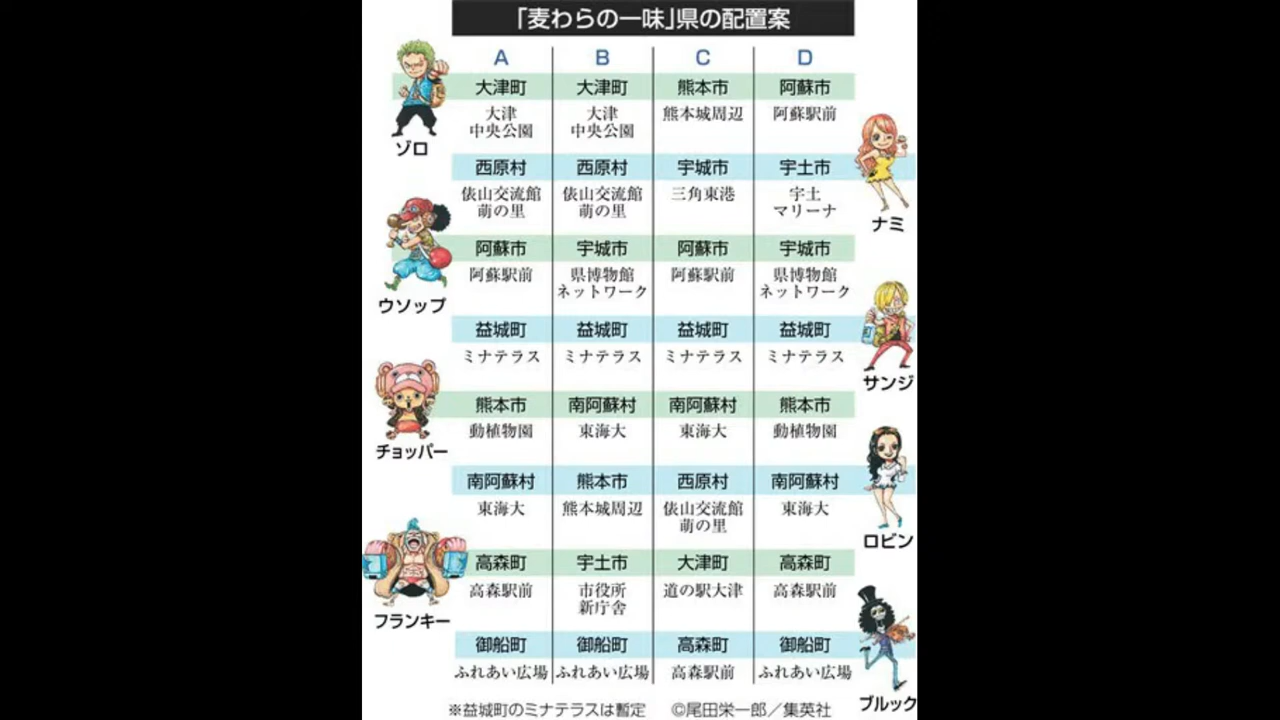 「麦わらの一味」県の配置案
A B C D
大津町 大津町 熊本市 阿蘇市
大津 大津 熊本城周辺 阿蘇駅前
中央公園 中央公園
ゾロ
西原村 西原村 宇城市 宇土市
俵山交流館 俵山交流館 三角東港 宇土
萌の里 萌の里 マリーナ
ナミ
阿蘇市 宇城市 阿蘇市 宇城市
阿蘇駅前 県博物館 阿蘇駅前 県博物館
ネットワーク ネットワーク
ウソップ
益城町 益城町 益城町 益城町
ミナテラス ミナテラス ミナテラス ミナテラス
サンジ
熊本市 南阿蘇村 南阿蘇村 熊本市
動植物園 東海大 東海大 動植物園
チョッパー
南阿蘇村 熊本市 西原村 南阿蘇村
東海大 熊本城周辺 俵山交流館 東海大
萌の里
ロビン
高森町 宇土市 大津町 高森町
高森駅前 市役所 道の駅大津 高森駅前
新庁舎
フランキー
御船町 御船町 高森町 御船町
ふれあい広場 ふれあい広場 高森駅前 ふれあい広場
ブルック
※益城町のミナテラスは暫定 ©尾田栄一郎／集英社